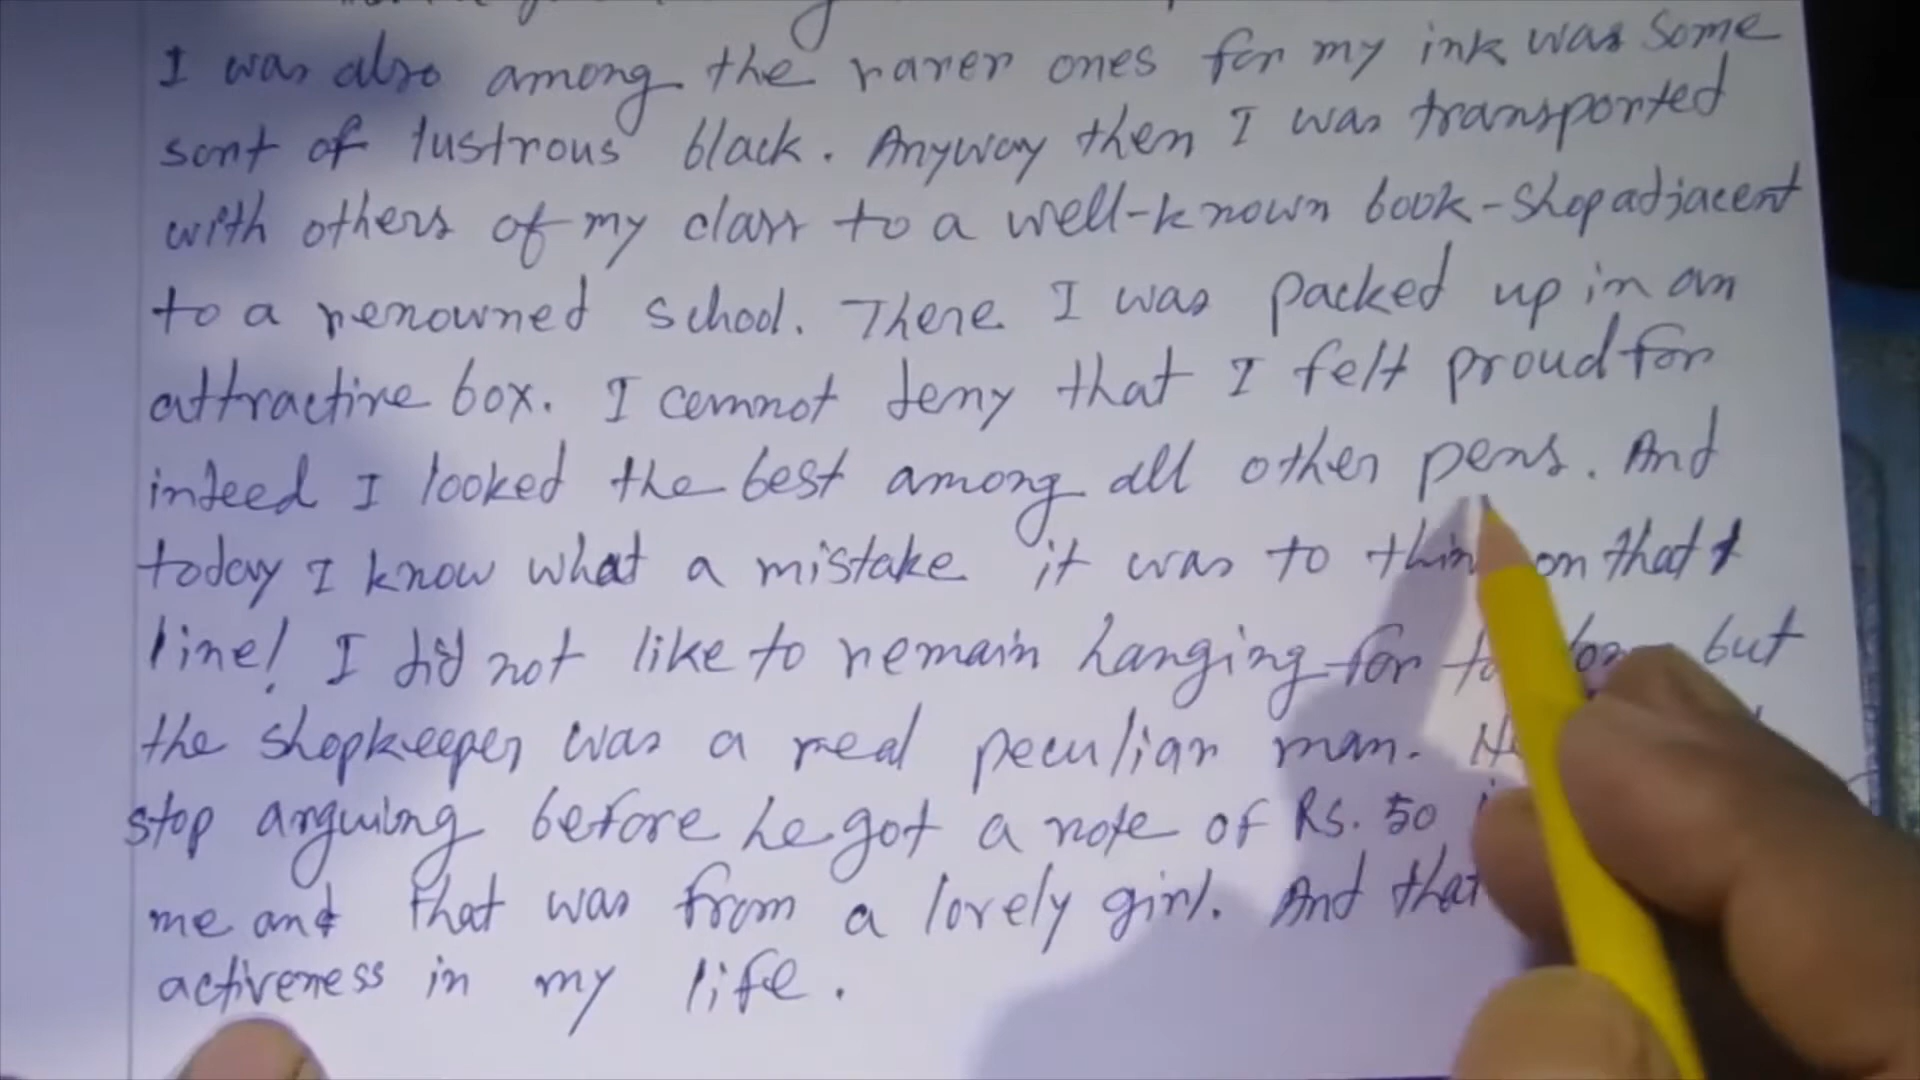 I was also among the rarer ones for my ink was some
sort of lustrous black. Anyway then I was transported
with others of my class to a well-known book-shop adjacent
to a renowned school. There I was packed up in an
attractive box. I cannot deny that I felt proud for
indeed I looked the best among all other pens. And
today I know what a mistake it was to on that
line! I did not like to remain hanging for but
the shopkeeper was a real peculiar man.
stop arguing before he got a note of Rs. 50
me and that was from a lovely girl. And that
activeness in my life.